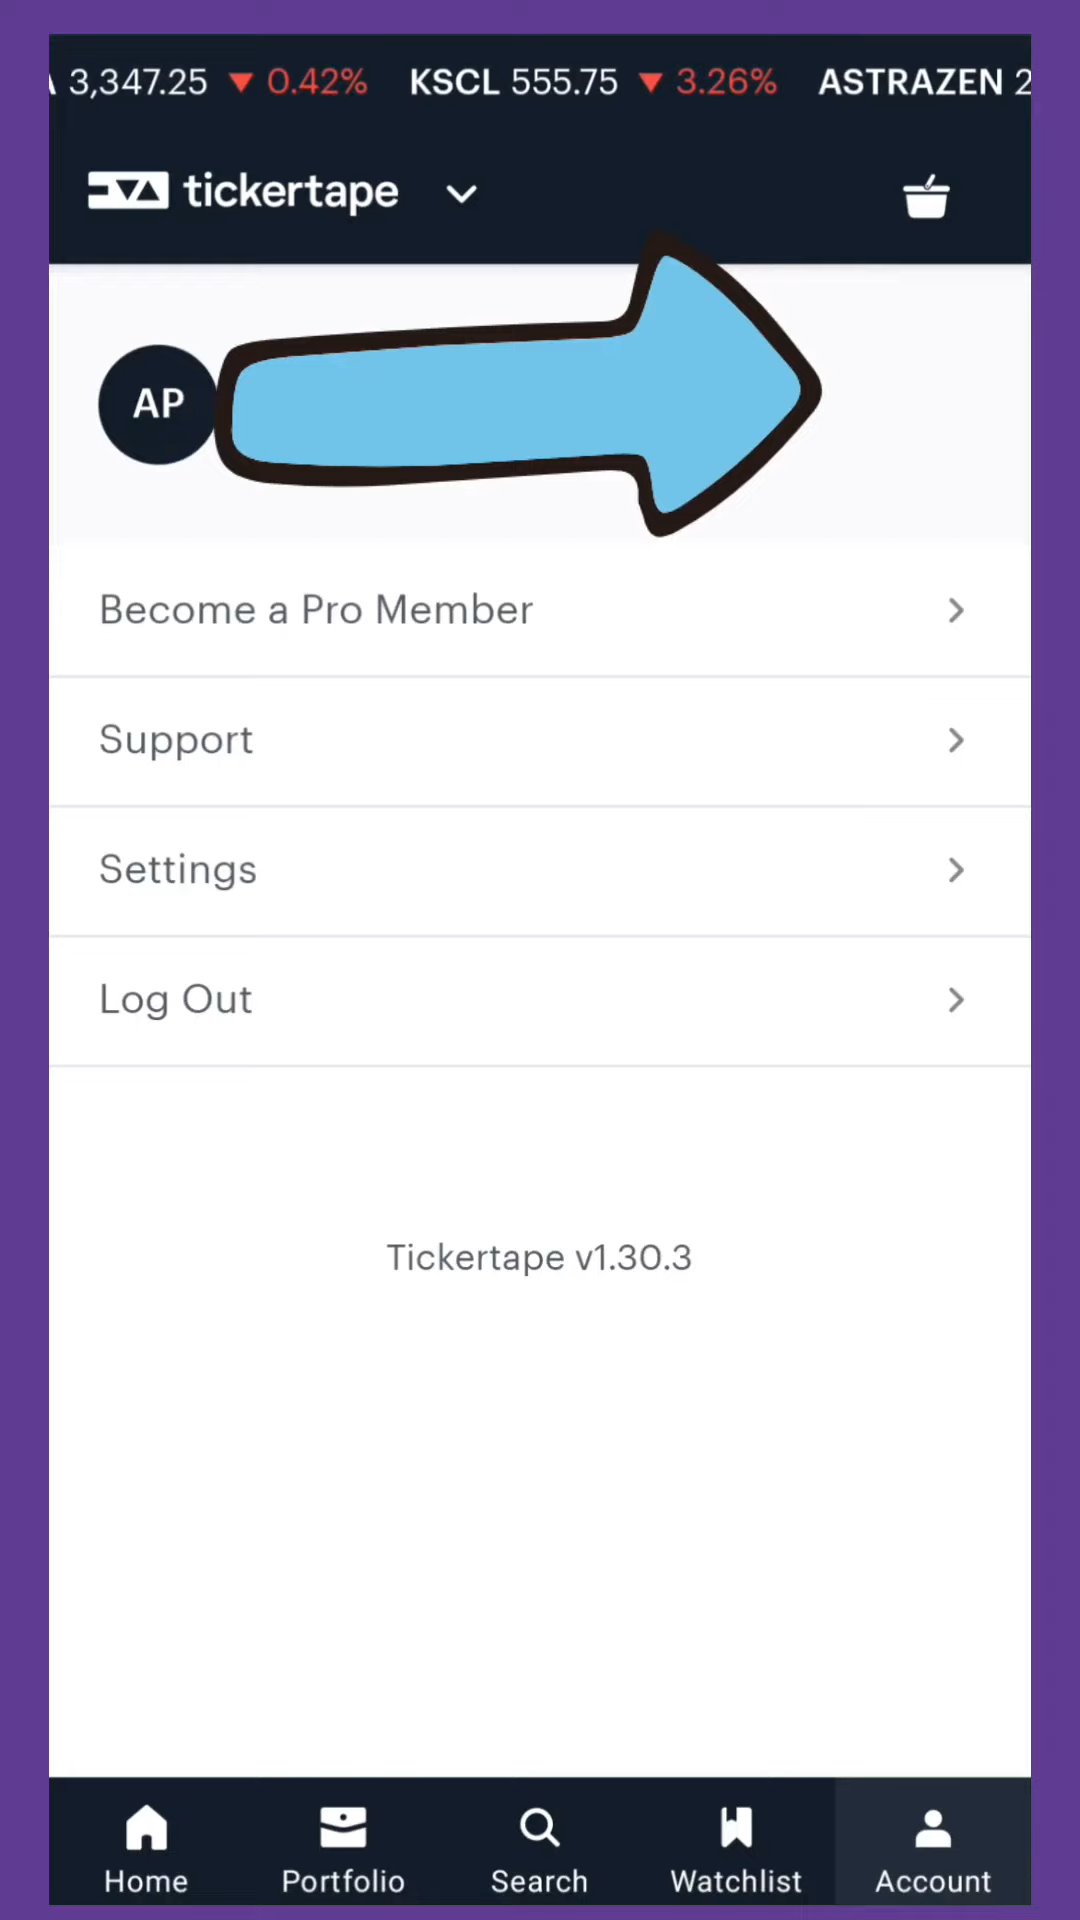 3,347.25 ▼ 0.42% KSCL 555.75 ▼ 3.26% ASTRAZEN 2
tickertape
AP
Become a Pro Member
Support
Settings
Log Out
Tickertape v1.30.3
Home Portfolio Search Watchlist Account